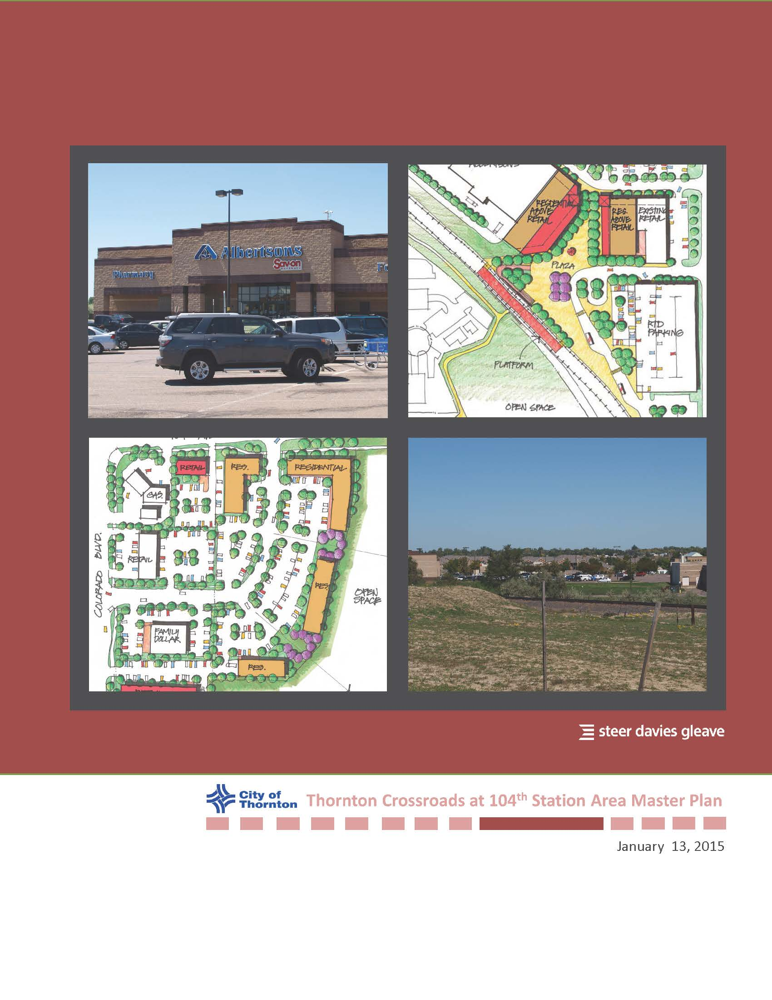 Albertsons
Sav-on
PHARMACY
Pharmacy
RESIDENTIAL
ABOVE
RETAIL
RES.
ABOVE
RETAIL
EXISTING
RETAIL
PLAZA
RTD
PARKING
PLATFORM
OPEN SPACE
RETAIL
RES.
RESIDENTIAL
GAS.
COLORADO BLVD.
RETAIL
RES.
OPEN
SPACE
FAMILY
DOLLAR
RES.
steer davies gleave
City of
Thornton
Thornton Crossroads at 104th Station Area Master Plan
January 13, 2015